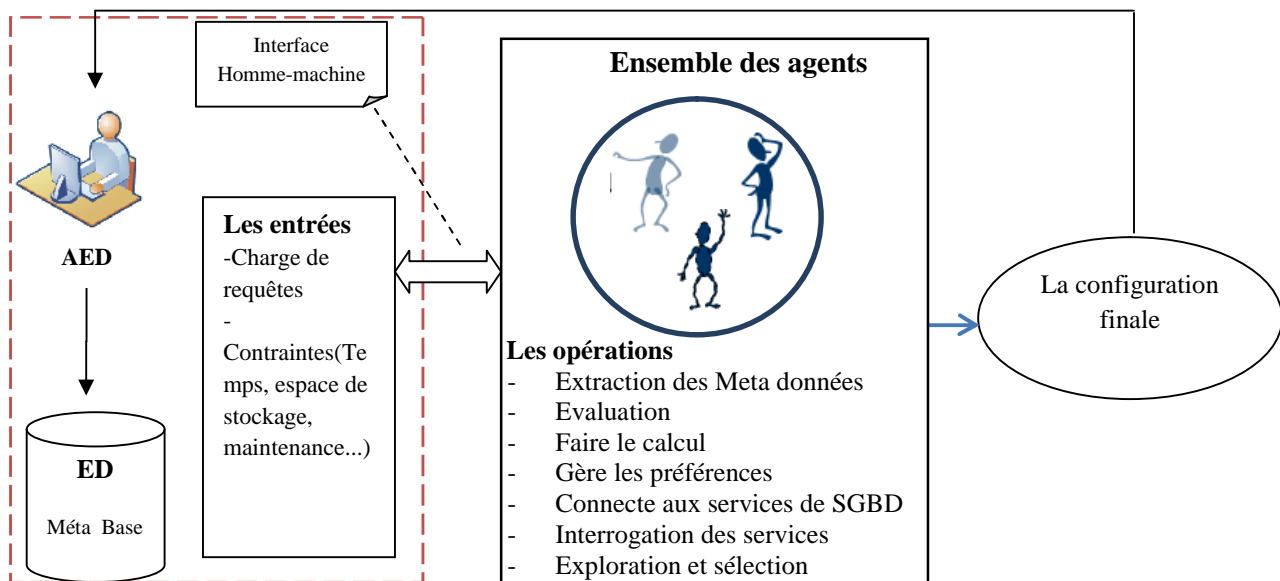 Interface
Homme-machine
AED
ED
Méta Base
Les entrées
-Charge de
requêtes
-
Contraintes(Te
mps, espace de
stockage,
maintenance...)
Ensemble des agents
Les opérations
- Extraction des Meta données
- Evaluation
- Faire le calcul
- Gère les préférences
- Connecte aux services de SGBD
- Interrogation des services
- Exploration et sélection
La configuration
finale